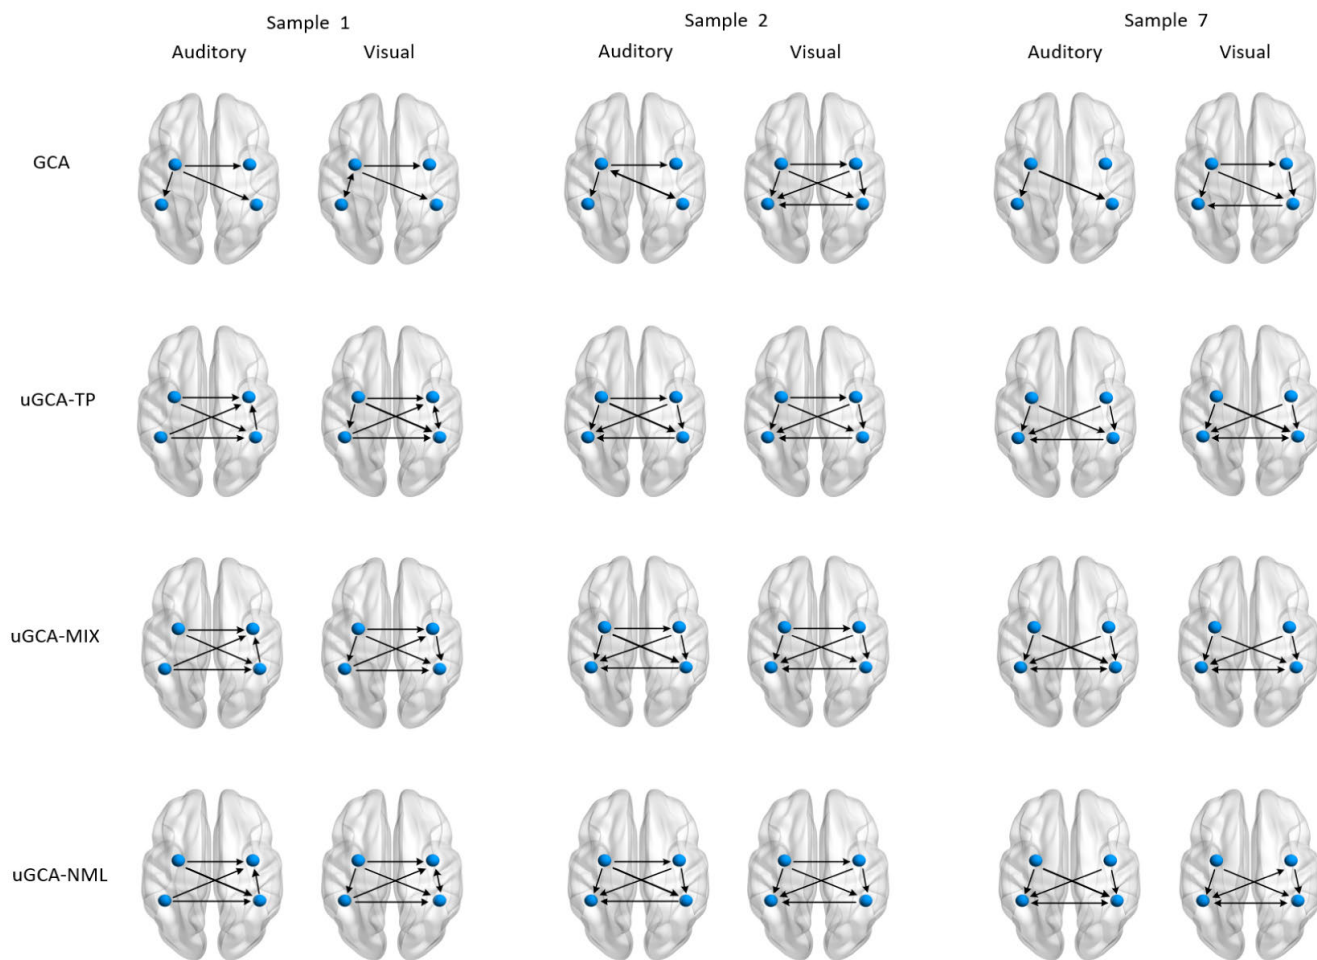 Sample 1 Sample 2 Sample 7
Auditory Visual Auditory Visual Auditory Visual
GCA
uGCA-TP
uGCA-MIX
uGCA-NML